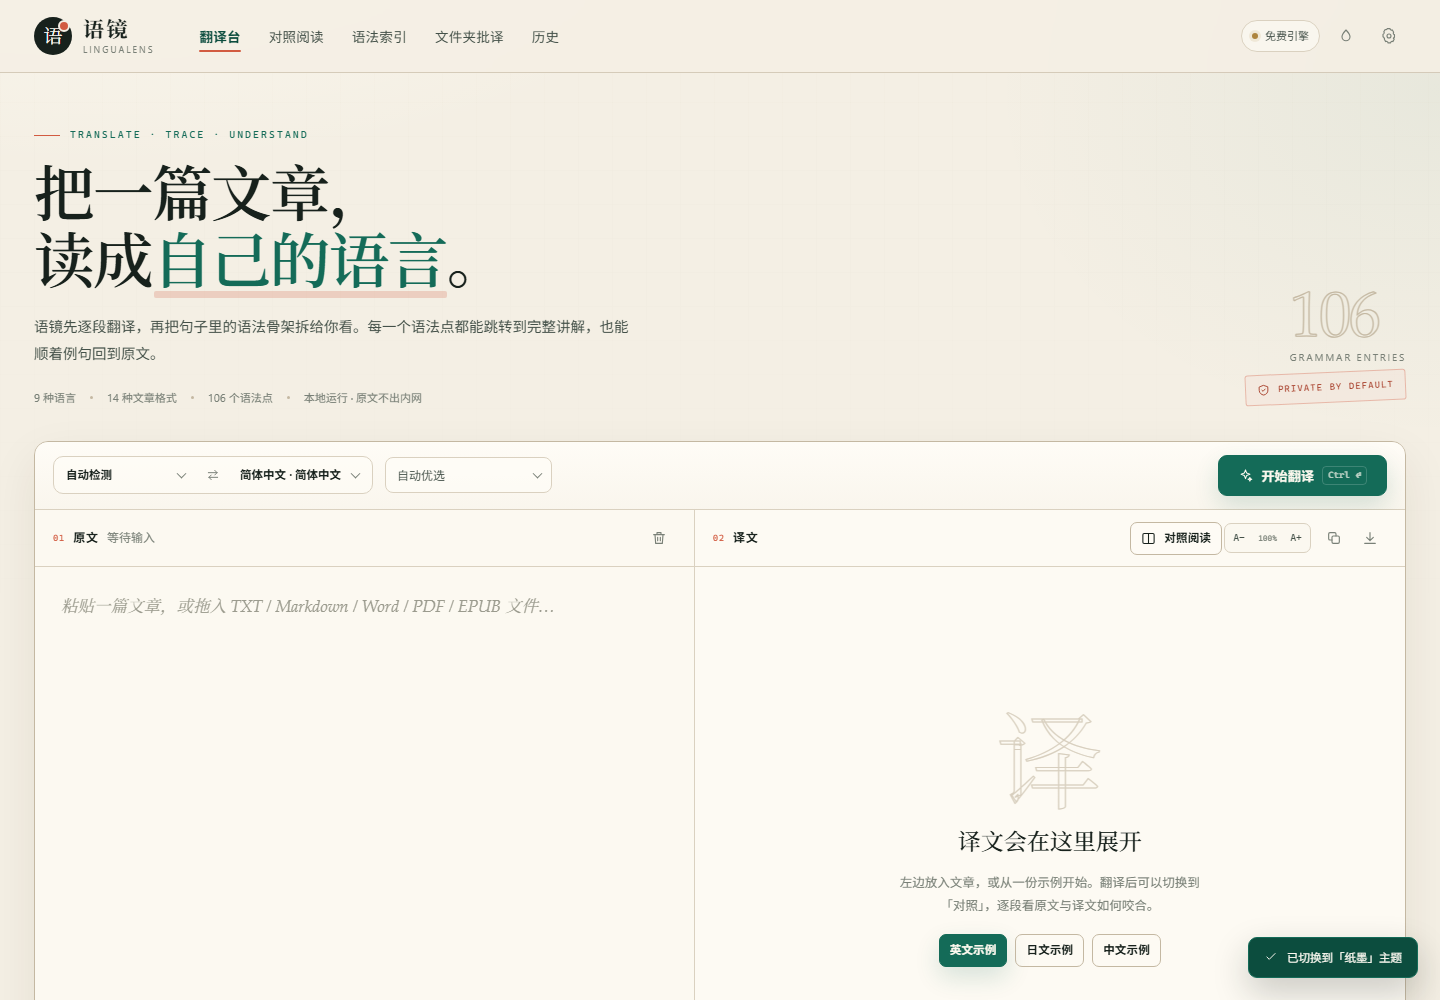 语
语镜
LINGUALENS
翻译台
对照阅读
语法索引
文件夹批译
历史
免费引擎
TRANSLATE · TRACE · UNDERSTAND
把一篇文章，
读成自己的语言。
语镜先逐段翻译，再把句子里的语法骨架拆给你看。每一个语法点都能跳转到完整讲解，也能
顺着例句回到原文。
9 种语言 • 14 种文章格式 • 106 个语法点 • 本地运行 · 原文不出内网
106
GRAMMAR ENTRIES
PRIVATE BY DEFAULT
自动检测
简体中文 · 简体中文
自动优选
开始翻译 Ctrl ⏎
01 原文 等待输入
02 译文
对照阅读
A− 100% A+
粘贴一篇文章，或拖入 TXT / Markdown / Word / PDF / EPUB 文件…
译
译文会在这里展开
左边放入文章，或从一份示例开始。翻译后可以切换到
「对照」，逐段看原文与译文如何咬合。
英文示例
日文示例
中文示例
已切换到「纸墨」主题